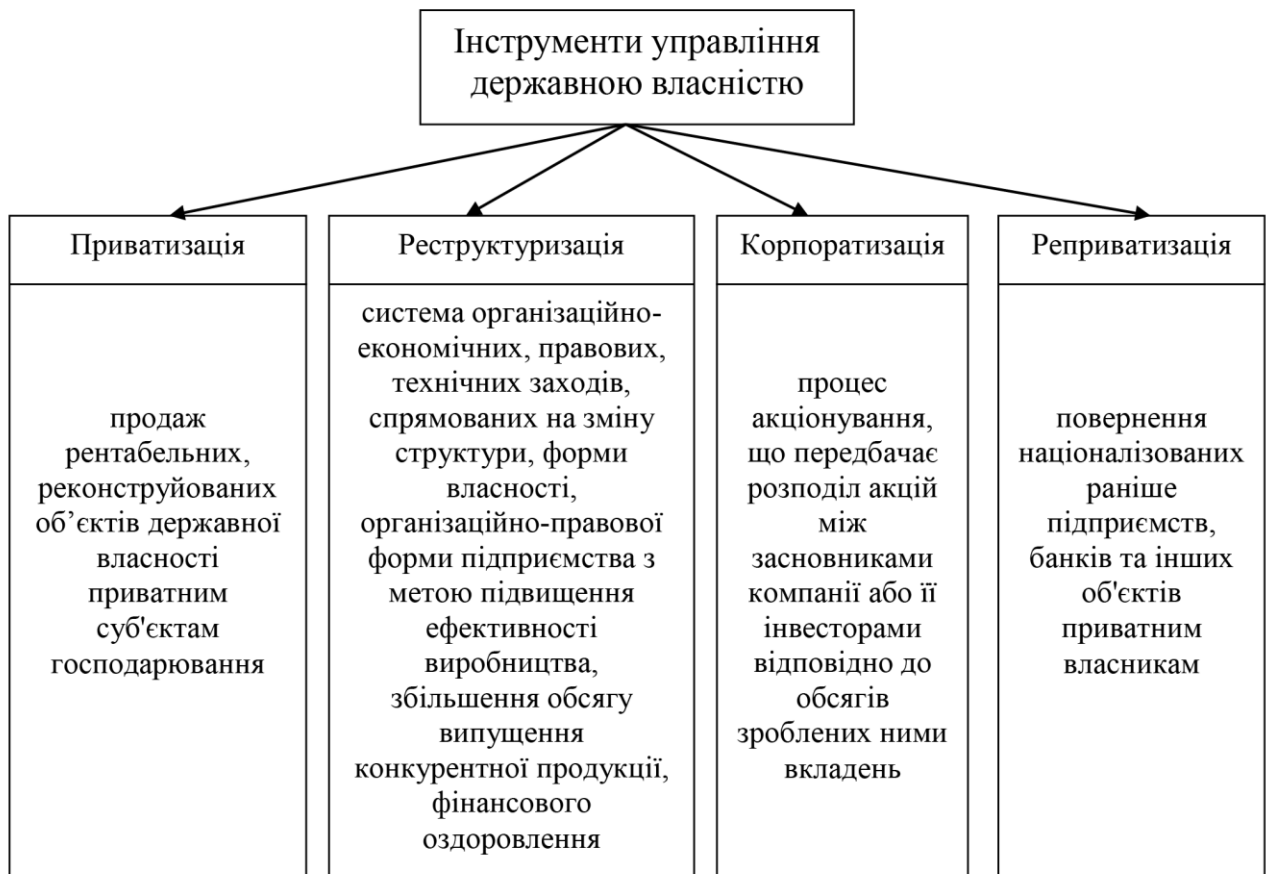 Інструменти управління
державною власністю
Приватизація
продаж
рентабельних,
реконструйованих
об’єктів державної
власності
приватним
суб'єктам
господарювання
Реструктуризація
система організаційно-
економічних, правових,
технічних заходів,
спрямованих на зміну
структури, форми
власності,
організаційно-правової
форми підприємства з
метою підвищення
ефективності
виробництва,
збільшення обсягу
випущення
конкурентної продукції,
фінансового
оздоровлення
Корпоратизація
процес
акціонування,
що передбачає
розподіл акцій
між
засновниками
компанії або її
інвесторами
відповідно до
обсягів
зроблених ними
вкладень
Реприватизація
повернення
націоналізованих
раніше
підприємств,
банків та інших
об'єктів
приватним
власникам